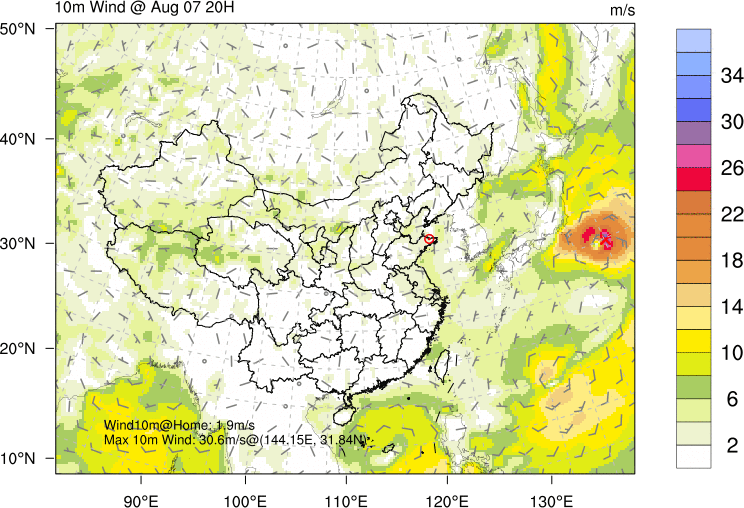 10m Wind @ Aug 07 20H
m/s
50°N
40°N
30°N
20°N
10°N
34
30
26
22
18
14
10
6
2
Wind10m@Home: 1.9m/s
Max 10m Wind: 30.6m/s@(144.15E, 31.84N)
90°E 100°E 110°E 120°E 130°E